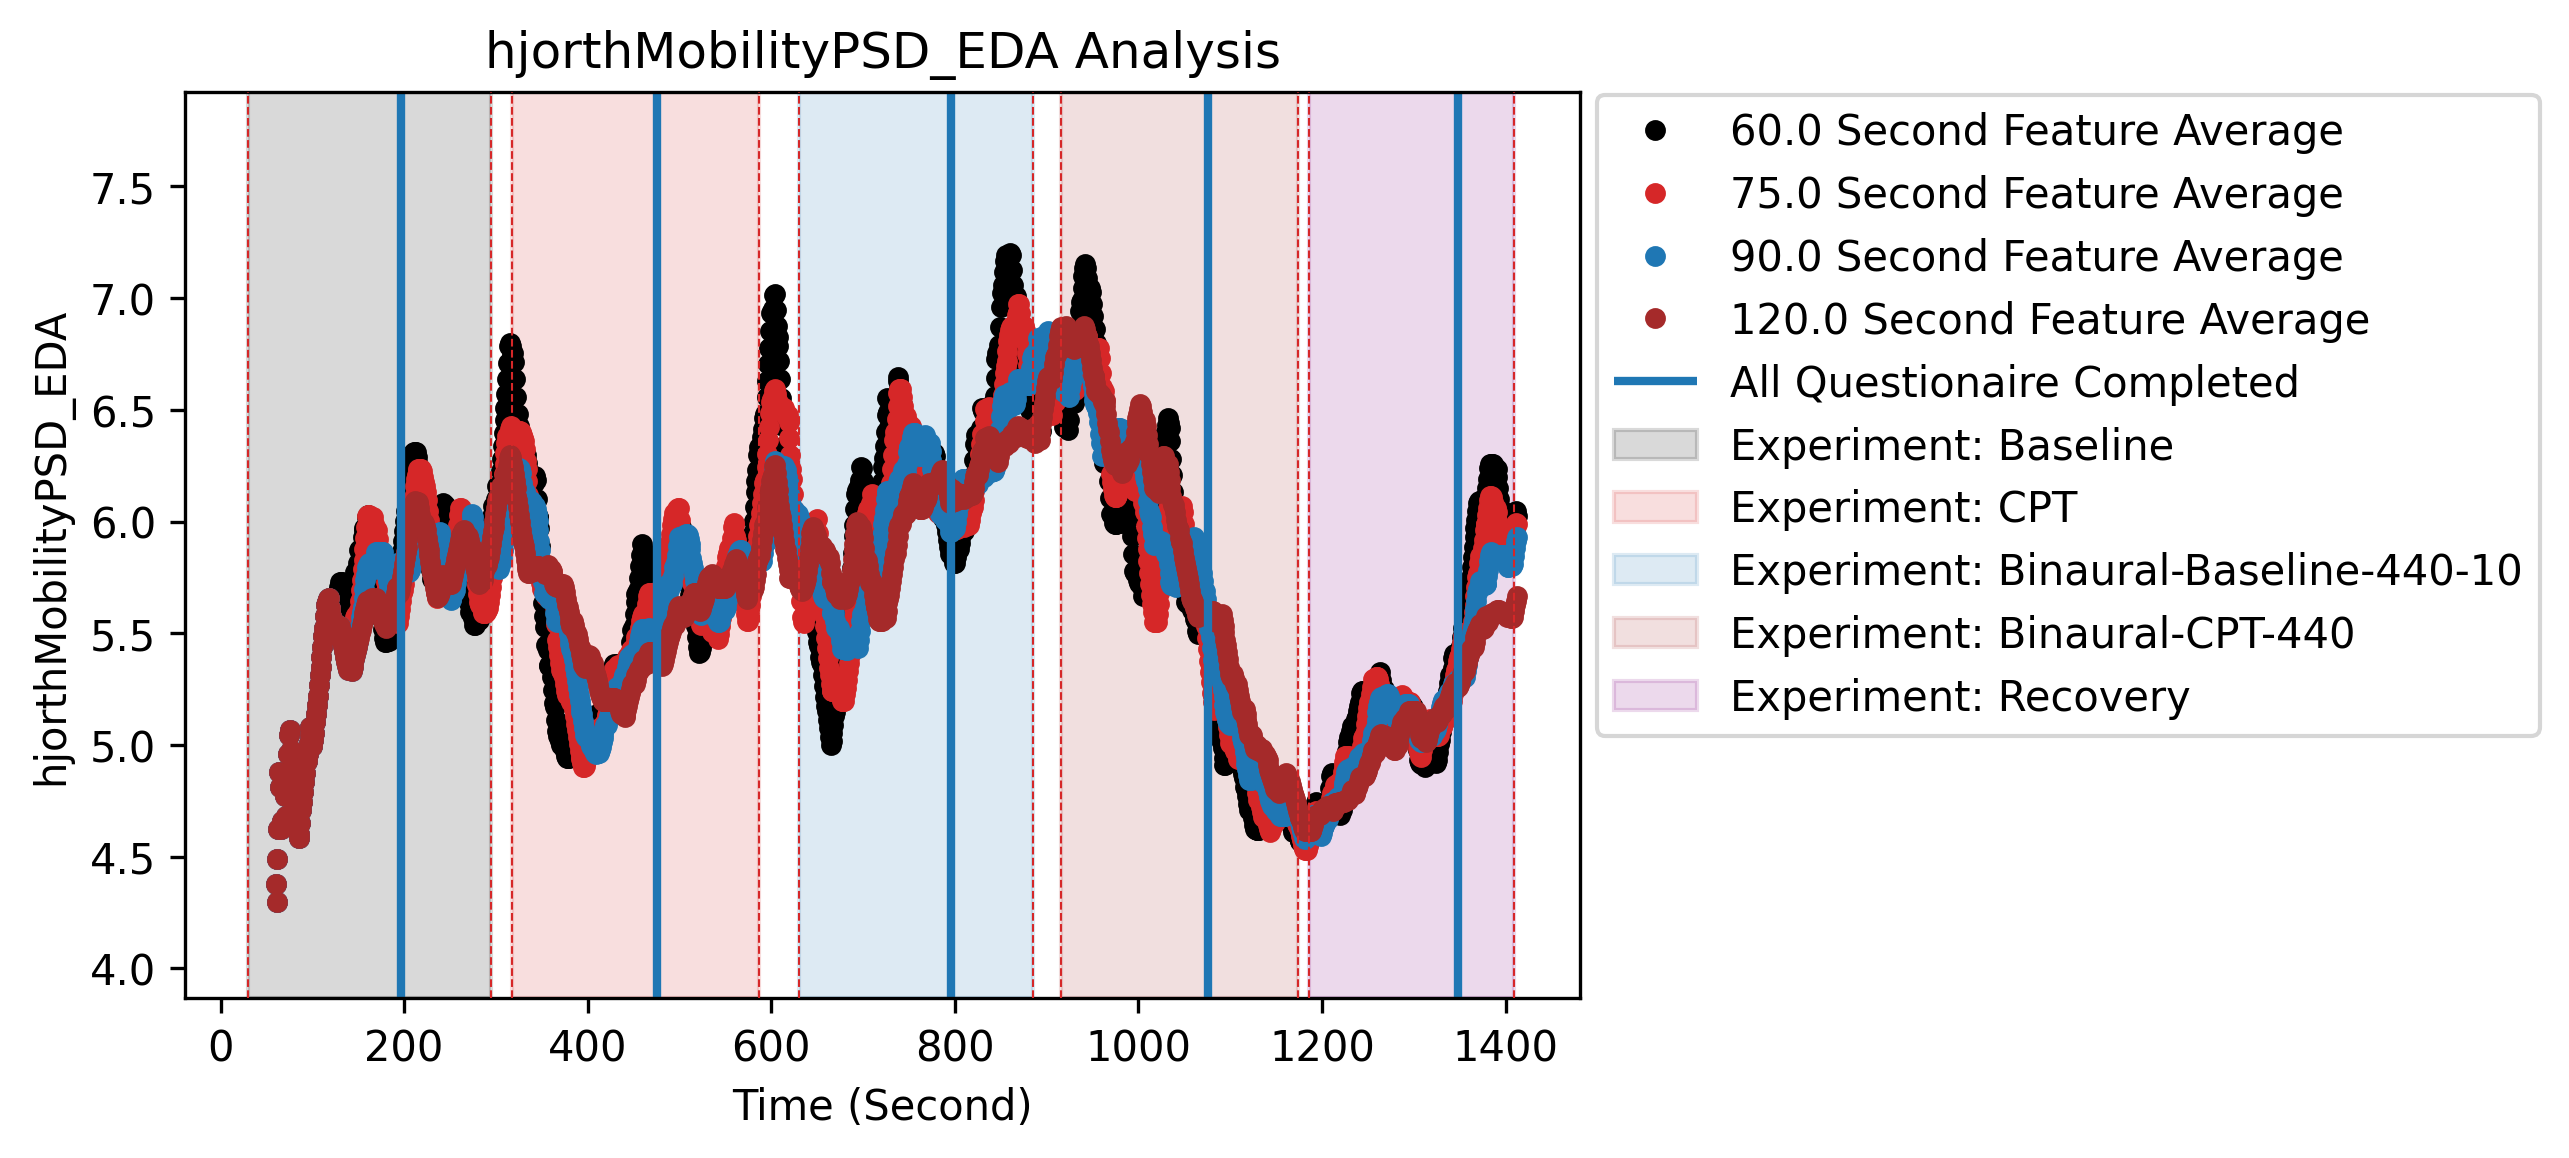 hjorthMobilityPSD_EDA Analysis
hjorthMobilityPSD_EDA
7.5
7.0
6.5
6.0
5.5
5.0
4.5
4.0
0 200 400 600 800 1000 1200 1400
Time (Second)
60.0 Second Feature Average
75.0 Second Feature Average
90.0 Second Feature Average
120.0 Second Feature Average
All Questionaire Completed
Experiment: Baseline
Experiment: CPT
Experiment: Binaural-Baseline-440-10
Experiment: Binaural-CPT-440
Experiment: Recovery